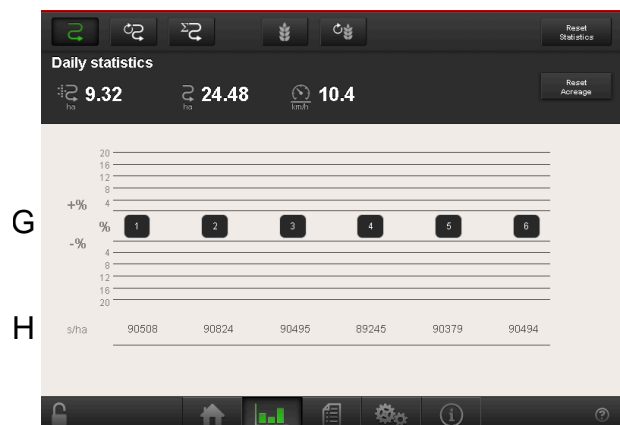 Σ
Reset Statistics
Daily statistics
ha 9.32 ha 24.48 km/h 10.4
Reset Acreage
20
16
12
8
+% 4
G % 1 2 3 4 5 6
-%
4
8
12
16
20
H s/ha 90508 90824 90495 89245 90379 90494
i ?